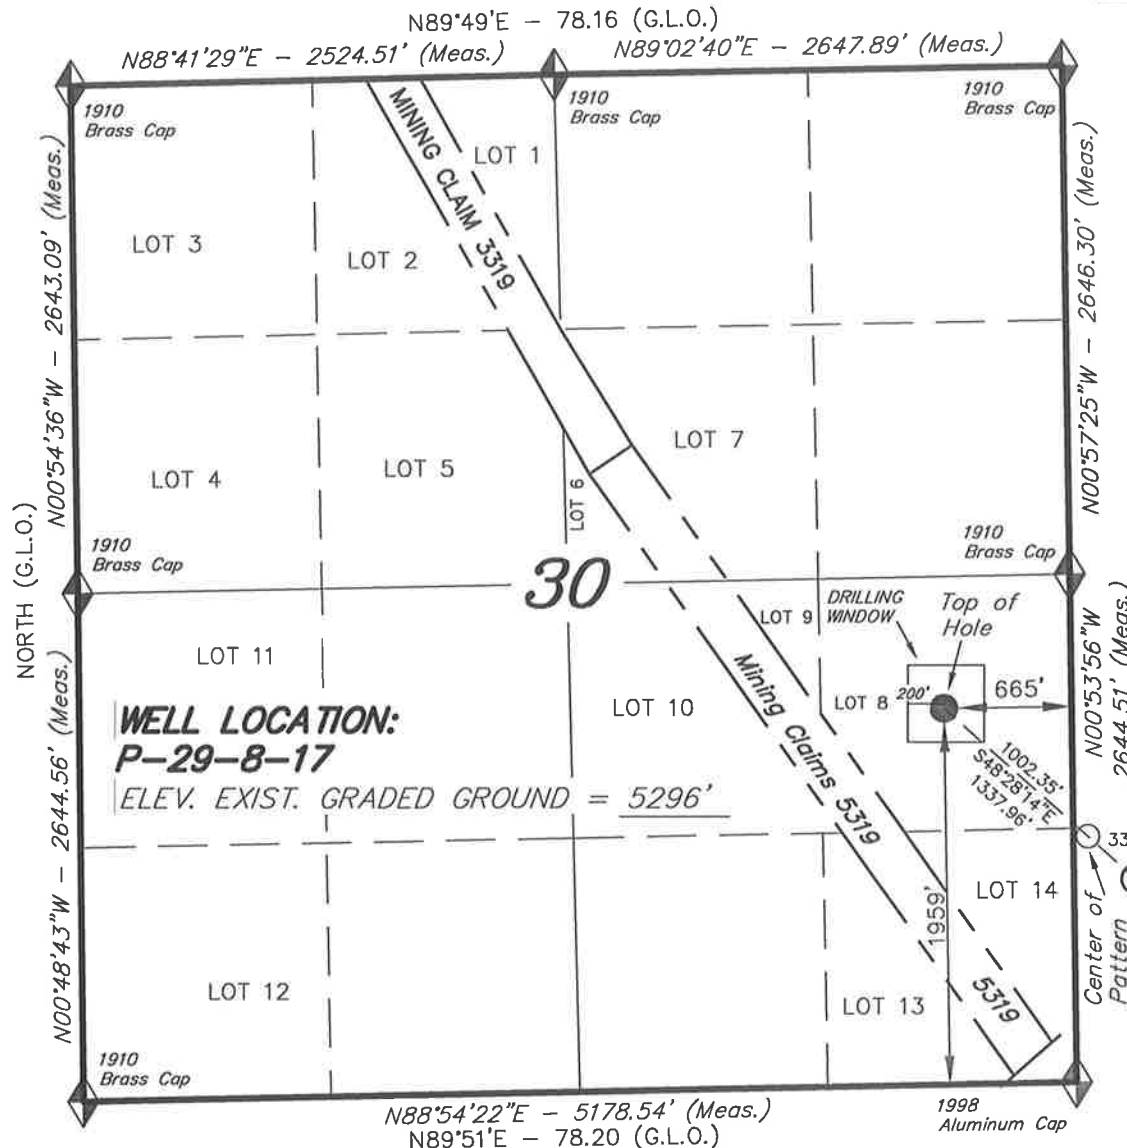 N89°49'E - 78.16 (G.L.O.)
N88°41'29"E - 2524.51' (Meas.)
N89°02'40"E - 2647.89' (Meas.)
1910
Brass Cap
1910
Brass Cap
1910
Brass Cap
MINING CLAIM 3319
LOT 1
LOT 3
LOT 2
N00°54'36"W - 2643.09' (Meas.)
N00°57'25"W - 2646.30' (Meas.)
LOT 7
LOT 5
LOT 4
LOT 6
NORTH (G.L.O.)
1910
Brass Cap
1910
Brass Cap
30
DRILLING
WINDOW
Top of
Hole
LOT 9
LOT 11
Mining Claims 5319
LOT 10
LOT 8
200'
665'
N00°53'56"W
2644.51' (Meas.)
WELL LOCATION:
P-29-8-17
ELEV. EXIST. GRADED GROUND = 5296'
1002.35'
S48°28'14"E
1337.96'
33
N00°48'43"W - 2644.56' (Meas.)
LOT 14
1959'
Center of
Pattern
LOT 12
LOT 13
5319
1910
Brass Cap
N88°54'22"E - 5178.54' (Meas.)
N89°51'E - 78.20 (G.L.O.)
1998
Aluminum Cap